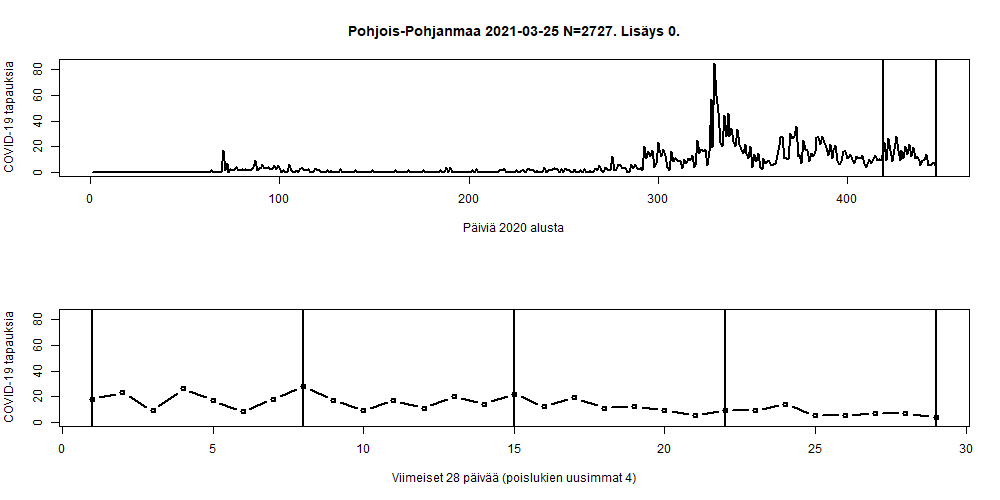 Pohjois-Pohjanmaa 2021-03-25 N=2727. Lisäys 0.
COVID-19 tapauksia
80
60
40
20
0
0 100 200 300 400
Päiviä 2020 alusta
COVID-19 tapauksia
80
60
40
20
0
0 5 10 15 20 25 30
Viimeiset 28 päivää (poislukien uusimmat 4)